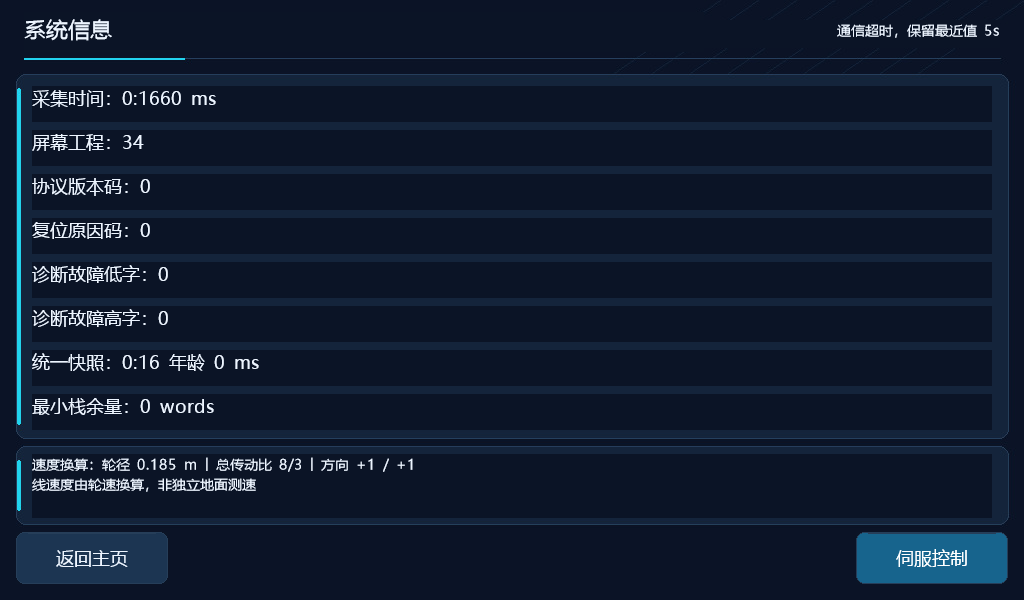 系统信息
通信超时，保留最近值 5s
采集时间：0:1660 ms
屏幕工程：34
协议版本码：0
复位原因码：0
诊断故障低字：0
诊断故障高字：0
统一快照：0:16 年龄 0 ms
最小栈余量：0 words
速度换算：轮径 0.185 m | 总传动比 8/3 | 方向 +1 / +1
线速度由轮速换算，非独立地面测速
返回主页
伺服控制